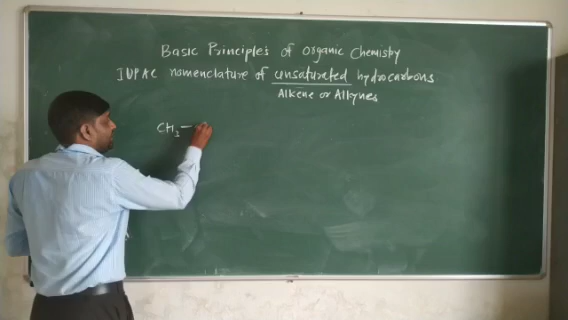 Basic Principles of Organic Chemistry
IUPAC nomenclature of unsaturated hydrocarbons
Alkene or Alkynes
CH₃ —